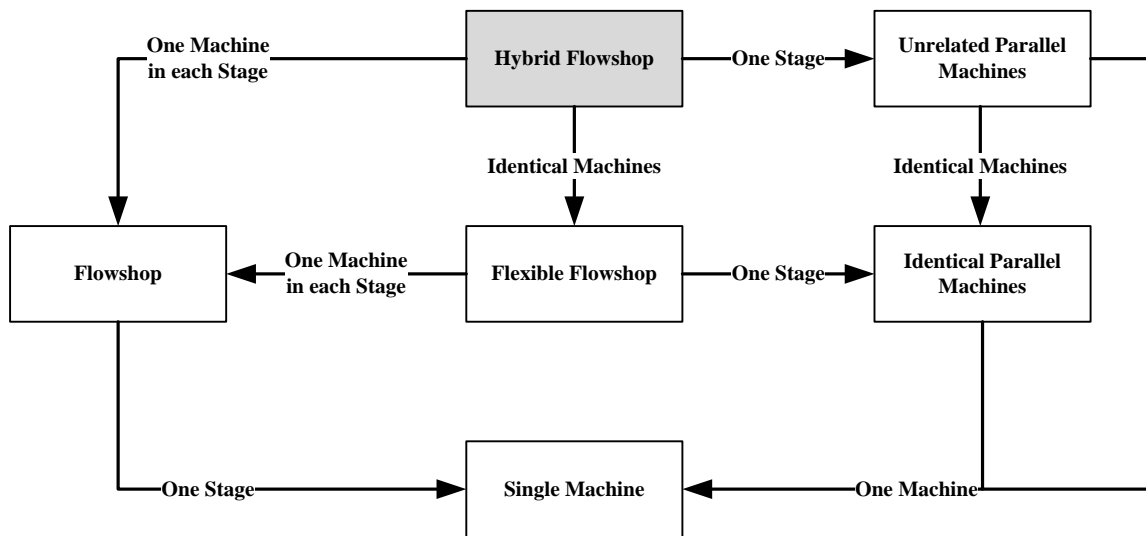 One Machine
in each Stage
Hybrid Flowshop
One Stage
Unrelated Parallel
Machines
Identical Machines
Identical Machines
Flowshop
One Machine
in each Stage
Flexible Flowshop
One Stage
Identical Parallel
Machines
One Stage
Single Machine
One Machine